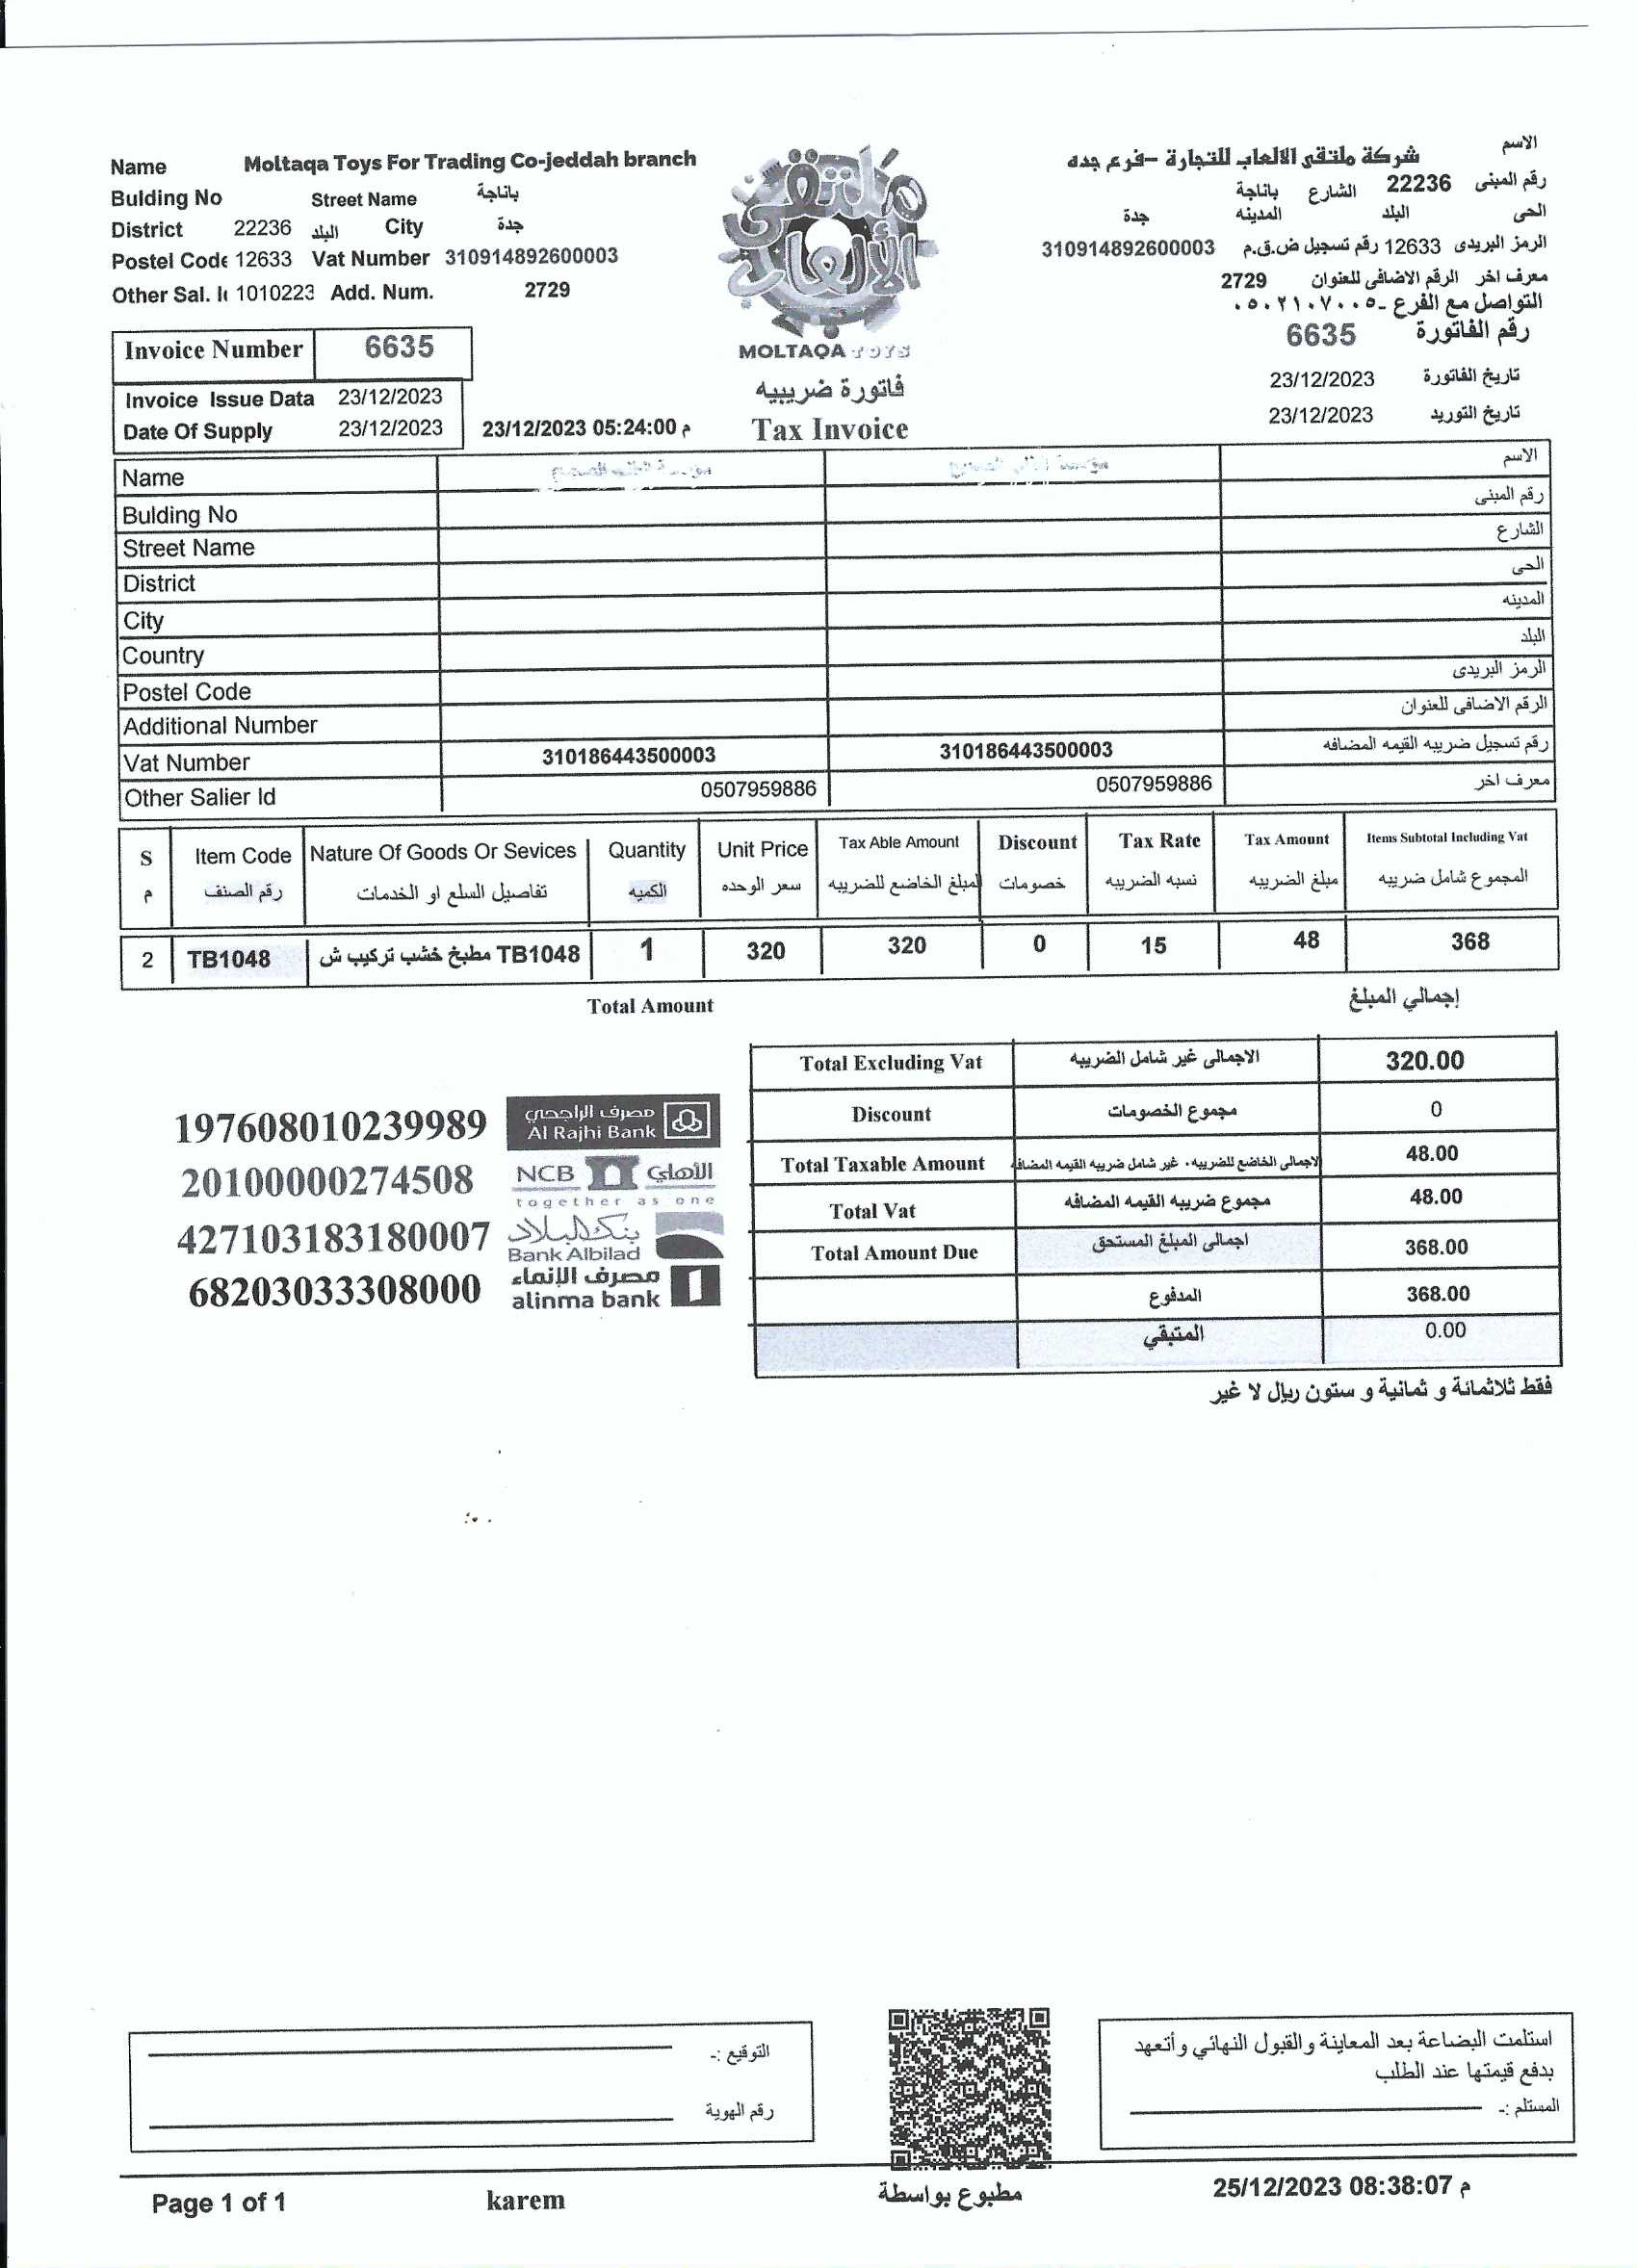 Name Moltaqa Toys For Trading Co-jeddah branch
Bulding No Street Name باناجة
District 22236 البلد City جدة
Postel Code 12633 Vat Number 310914892600003
Other Sal. I 1010223 Add. Num. 2729
ملتقى الألعاب
MOLTAQA TOYS
الاسم شركة ملتقى الالعاب للتجارة -فرع جده
رقم المبنى 22236 الشارع باناجة
الحى البلد المدينه جدة
الرمز البريدى 12633 رقم تسجيل ض.ق.م 310914892600003
معرف اخر الرقم الاضافى للعنوان 2729
التواصل مع الفرع -٠٥٠٢١٠٧٠٠٥
Invoice Number 6635
رقم الفاتورة 6635
Invoice Issue Data 23/12/2023
تاريخ الفاتورة 23/12/2023
Date Of Supply 23/12/2023
تاريخ التوريد 23/12/2023
23/12/2023 05:24:00 م
فاتورة ضريبيه
Tax Invoice
Name الاسم
Bulding No رقم المبنى
Street Name الشارع
District الحى
City المدينه
Country البلد
Postel Code الرمز البريدى
Additional Number الرقم الاضافى للعنوان
Vat Number 310186443500003 310186443500003 رقم تسجيل ضريبه القيمه المضافه
Other Salier Id 0507959886 0507959886 معرف اخر
S Item Code Nature Of Goods Or Sevices Quantity Unit Price Tax Able Amount Discount Tax Rate Tax Amount Items Subtotal Including Vat
م رقم الصنف تفاصيل السلع او الخدمات الكميه سعر الوحده المبلغ الخاضع للضريبه خصومات نسبه الضريبه مبلغ الضريبه المجموع شامل ضريبه
2 TB1048 TB1048 مطبخ خشب تركيب ش 1 320 320 0 15 48 368
Total Amount إجمالي المبلغ
Total Excluding Vat الاجمالى غير شامل الضريبه 320.00
Discount مجموع الخصومات 0
Total Taxable Amount لاجمالى الخاضع للضريبه، غير شامل ضريبه القيمه المضافه 48.00
Total Vat مجموع ضريبه القيمه المضافه 48.00
Total Amount Due اجمالى المبلغ المستحق 368.00
المدفوع 368.00
المتبقي 0.00
فقط ثلاثمائة و ثمانية و ستون ريال لا غير
197608010239989 مصرف الراجحي Al Rajhi Bank
20100000274508 NCB الأهلي together as one
427103183180007 بنك البلاد Bank Albilad
68203033308000 مصرف الإنماء alinma bank
استلمت البضاعة بعد المعاينة والقبول النهائي وأتعهد
بدفع قيمتها عند الطلب
المستلم :-
التوقيع :-
رقم الهوية
Page 1 of 1 karem مطبوع بواسطة 25/12/2023 08:38:07 م